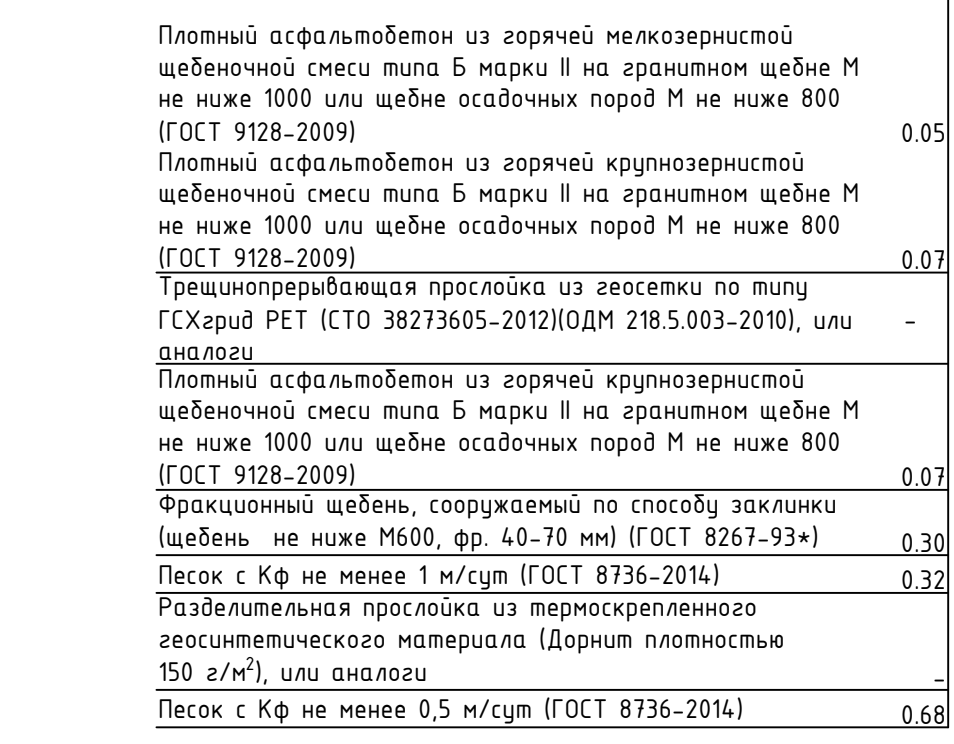 Плотный асфальтобетон из горячей мелкозернистой
щебеночной смеси типа Б марки II на гранитном щебне М
не ниже 1000 или щебне осадочных пород М не ниже 800
(ГОСТ 9128-2009) 0.05
Плотный асфальтобетон из горячей крупнозернистой
щебеночной смеси типа Б марки II на гранитном щебне М
не ниже 1000 или щебне осадочных пород М не ниже 800
(ГОСТ 9128-2009) 0.07
Трещинопрерывающая прослойка из геосетки по типу
ГСХгрид PET (СТО 38273605-2012)(ОДМ 218.5.003-2010), или -
аналоги
Плотный асфальтобетон из горячей крупнозернистой
щебеночной смеси типа Б марки II на гранитном щебне М
не ниже 1000 или щебне осадочных пород М не ниже 800
(ГОСТ 9128-2009) 0.07
Фракционный щебень, сооружаемый по способу заклинки
(щебень не ниже М600, фр. 40-70 мм) (ГОСТ 8267-93*) 0.30
Песок с Кф не менее 1 м/сут (ГОСТ 8736-2014) 0.32
Разделительная прослойка из термоскрепленного
геосинтетического материала (Дорнит плотностью
150 г/м²), или аналоги -
Песок с Кф не менее 0,5 м/сут (ГОСТ 8736-2014) 0.68